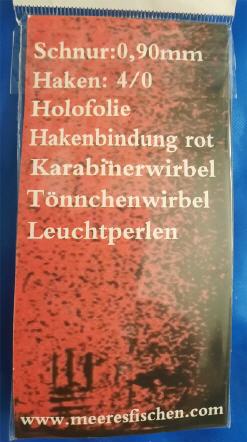 Schnur:0,90mm
Haken: 4/0
Holofolie
Hakenbindung rot
Karabinerwirbel
Tönnchenwirbel
Leuchtperlen
www.meeresfischen.com